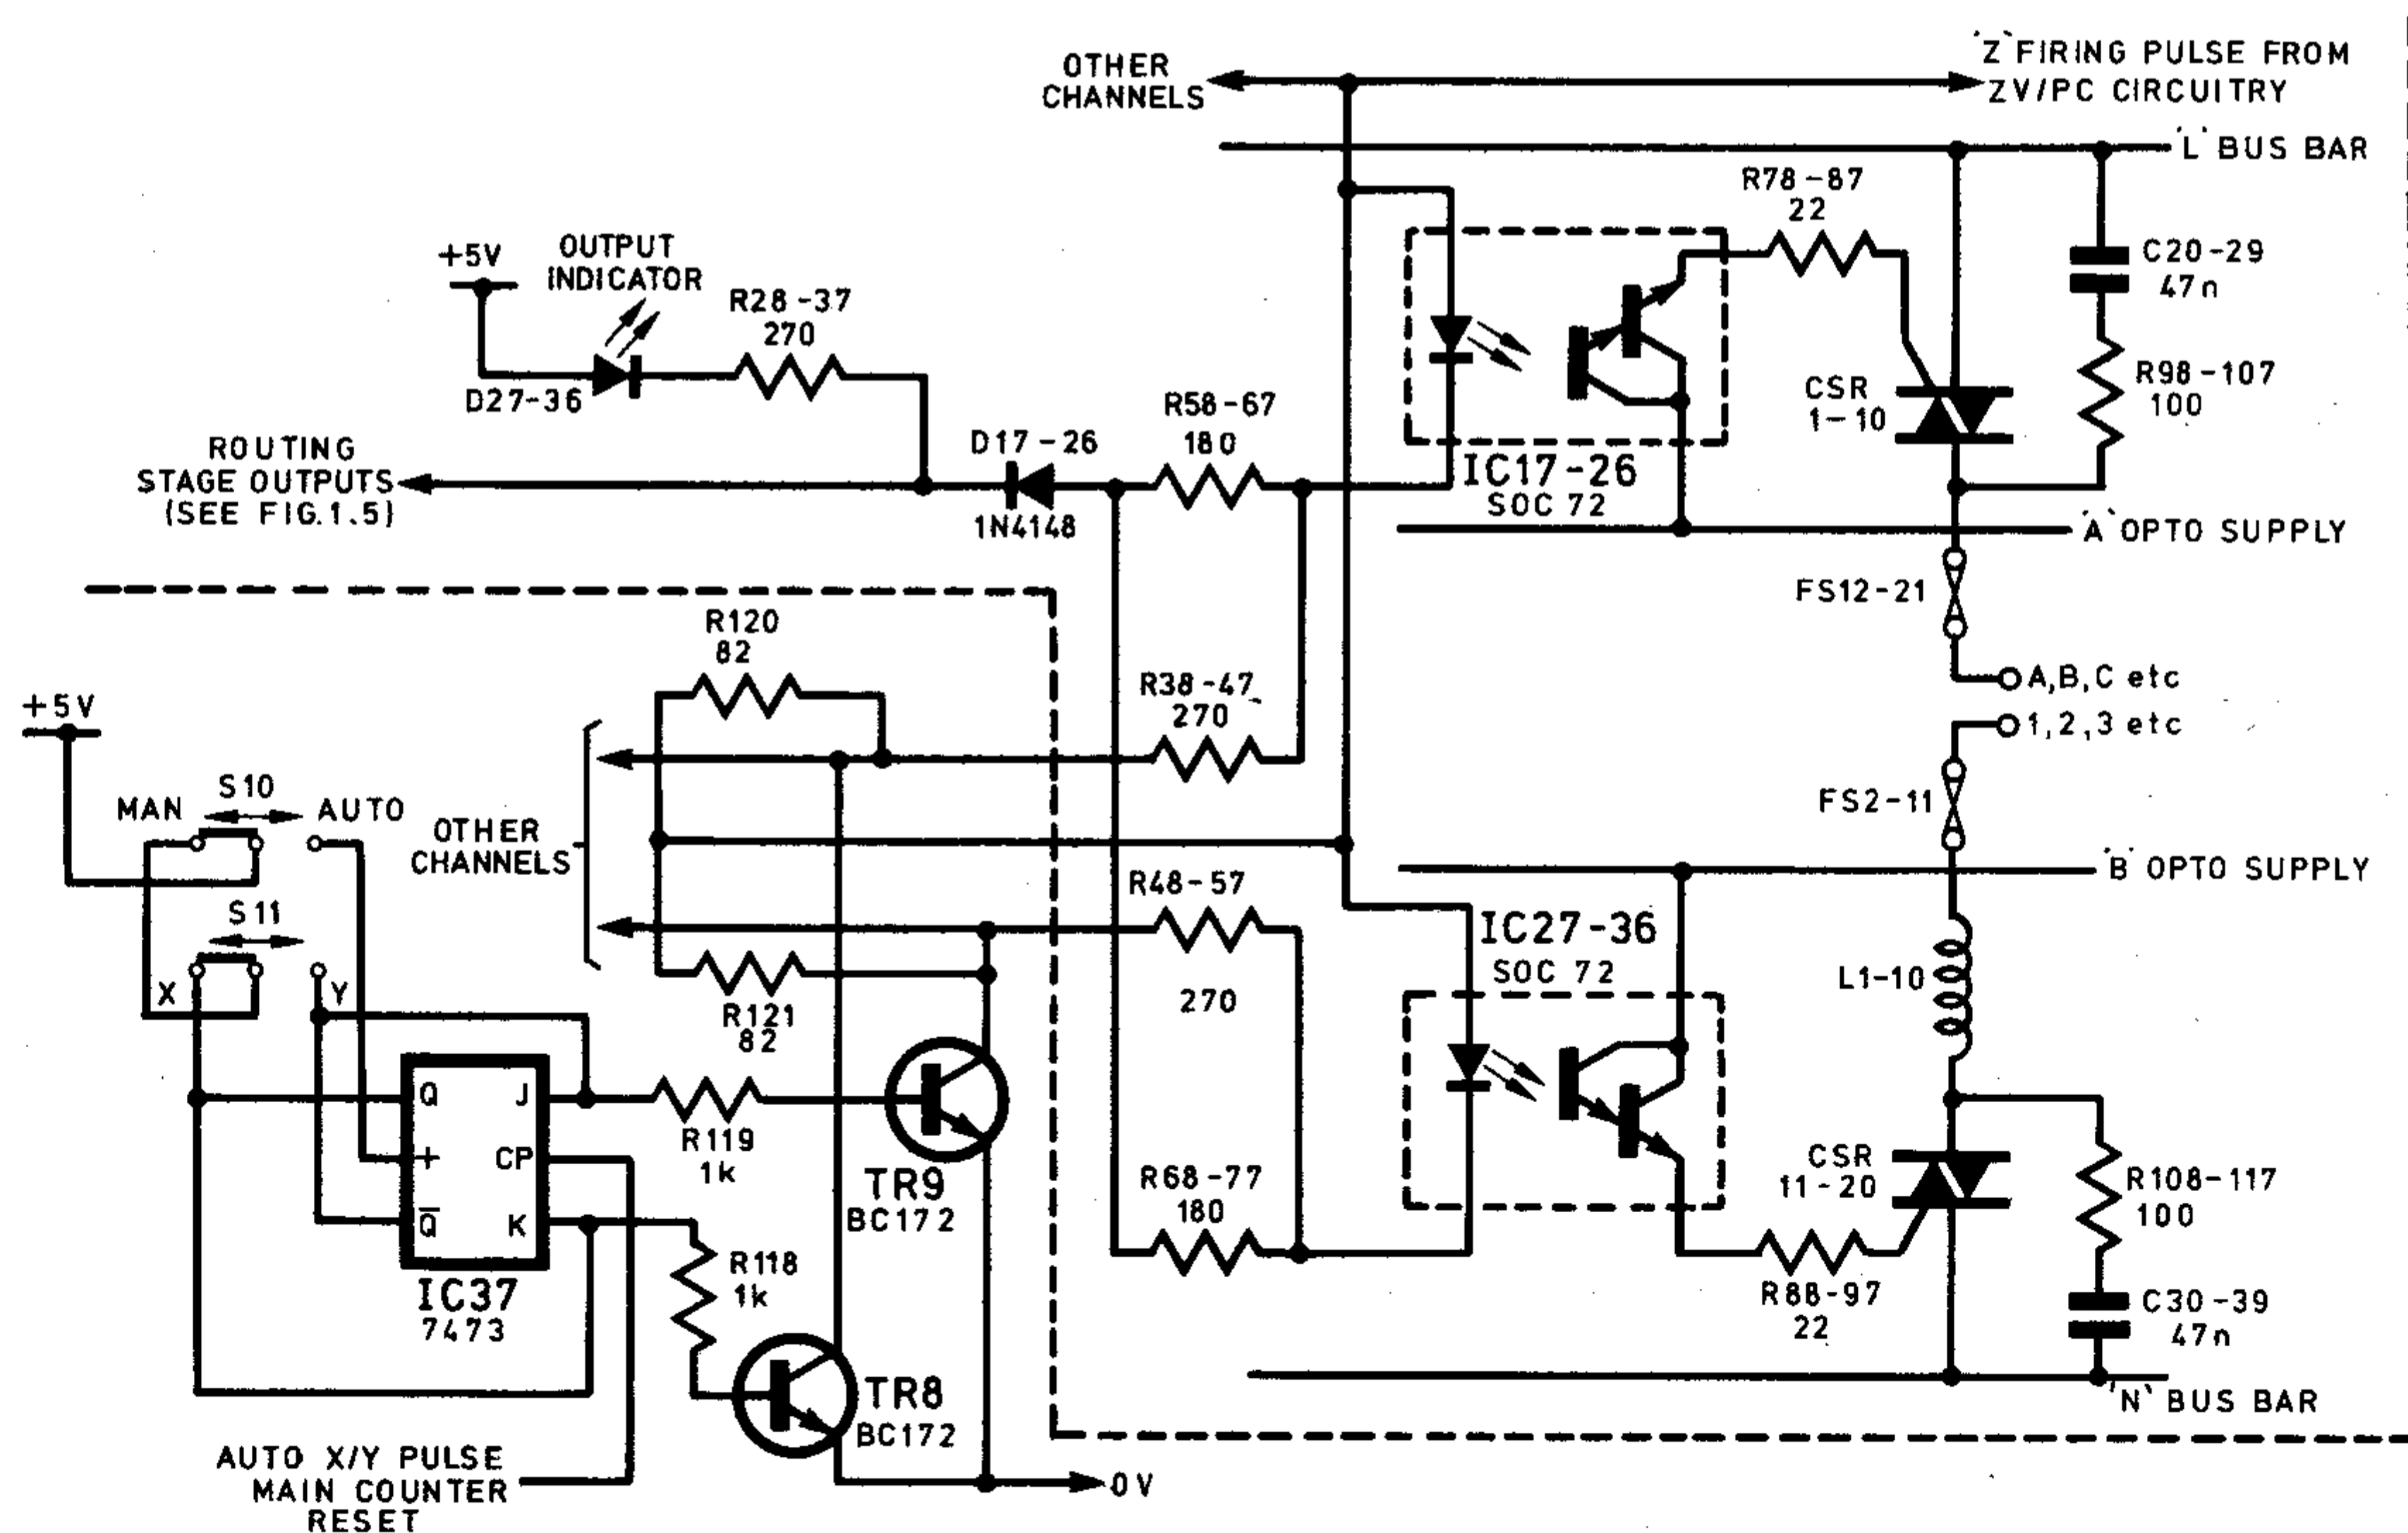 OTHER
CHANNELS
'Z' FIRING PULSE FROM
ZV/PC CIRCUITRY
'L' BUS BAR
R78-87
22
C20-29
47n
+5V
OUTPUT
INDICATOR
R28-37
270
D27-36
R98-107
100
CSR
1-10
R58-67
180
D17-26
1N4148
ROUTING
STAGE OUTPUTS
(SEE FIG.1.5)
IC17-26
SOC 72
'A' OPTO SUPPLY
FS12-21
R120
82
R38-47
270
A,B,C etc
1,2,3 etc
+5V
S10
MAN
AUTO
FS2-11
OTHER
CHANNELS
'B' OPTO SUPPLY
R48-57
270
S11
X
Y
IC27-36
SOC 72
L1-10
R121
82
Q
J
+
CP
Q̅
K
IC37
7473
R119
1k
TR9
BC172
R68-77
180
CSR
11-20
R108-117
100
R118
1k
R88-97
22
C30-39
47n
TR8
BC172
'N' BUS BAR
AUTO X/Y PULSE
MAIN COUNTER
RESET
0V